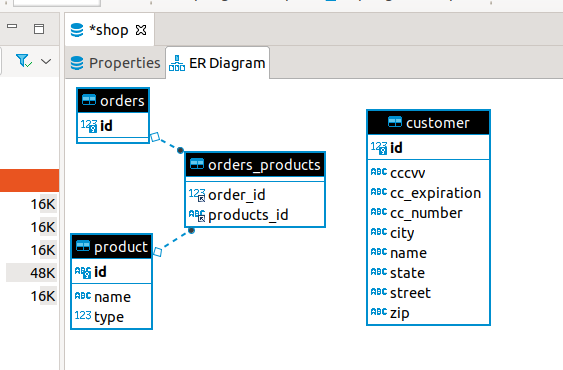 *shop
Properties
ER Diagram
orders
123 id
orders_products
123 order_id
ABC products_id
product
ABC id
ABC name
123 type
customer
123 id
ABC cccvv
ABC cc_expiration
ABC cc_number
ABC city
ABC name
ABC state
ABC street
ABC zip
16K
16K
16K
48K
16K